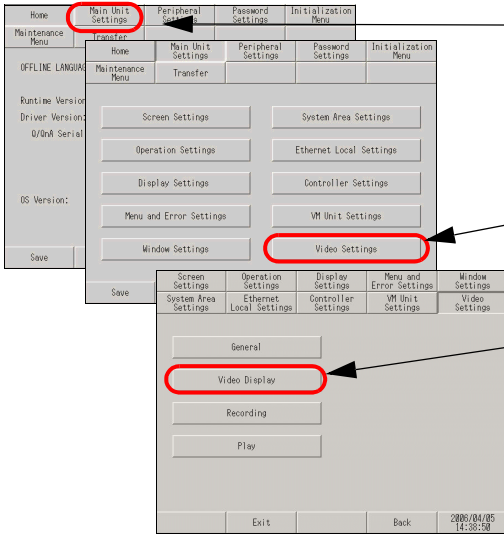 Home
Main Unit
Settings
Peripheral
Settings
Password
Settings
Initialization
Menu
Maintenance
Menu
Transfer
OFFLINE LANGUAG
Runtime Version
Driver Version:
Q/QnA Serial
OS Version:
Save
Home
Main Unit
Settings
Peripheral
Settings
Password
Settings
Initialization
Menu
Maintenance
Menu
Transfer
Screen Settings
System Area Settings
Operation Settings
Ethernet Local Settings
Display Settings
Controller Settings
Menu and Error Settings
VM Unit Settings
Window Settings
Video Settings
Save
Screen
Settings
Operation
Settings
Display
Settings
Menu and
Error Settings
Window
Settings
System Area
Settings
Ethernet
Local Settings
Controller
Settings
VM Unit
Settings
Video
Settings
General
Video Display
Recording
Play
Exit
Back
2006/04/05
14:38:50